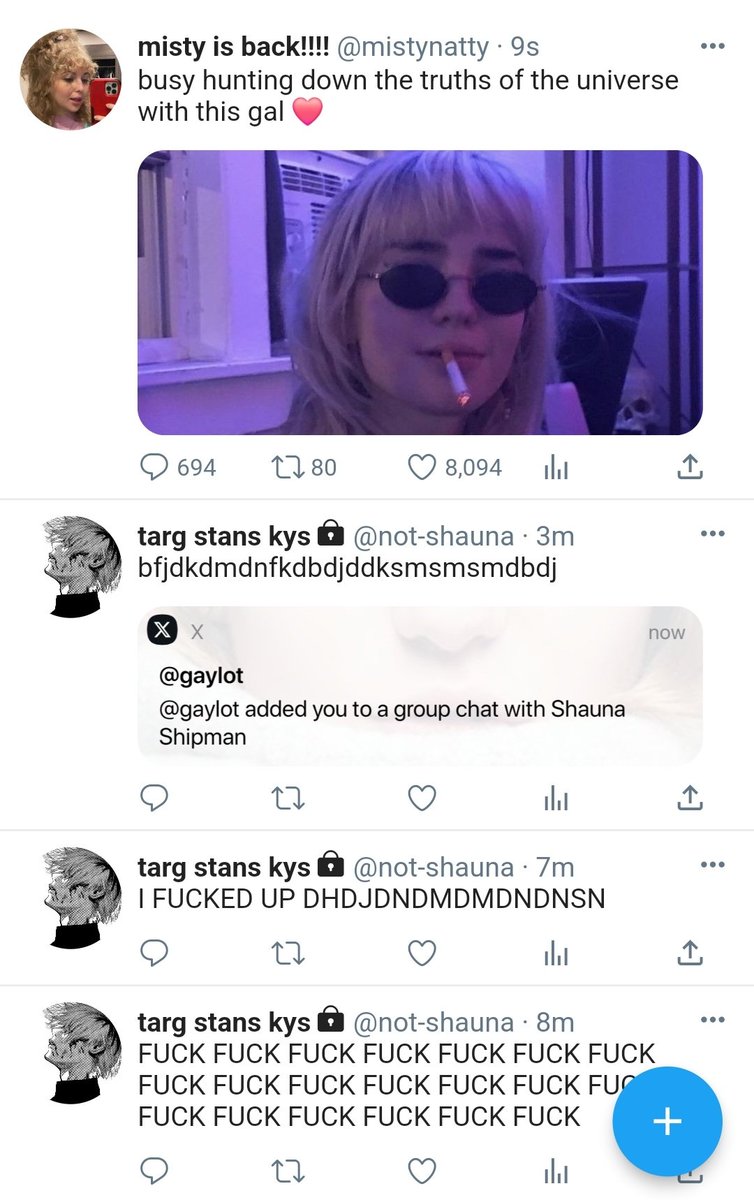 misty is back!!!! @mistynatty · 9s
busy hunting down the truths of the universe
with this gal
694 80 8,094
targ stans kys @not-shauna · 3m
bfjdkdmdnfkdbdjddksmsmsmdbdj
X now
@gaylot
@gaylot added you to a group chat with Shauna
Shipman
targ stans kys @not-shauna · 7m
I FUCKED UP DHDJDNDMDMDNDNSN
targ stans kys @not-shauna · 8m
FUCK FUCK FUCK FUCK FUCK FUCK FUCK
FUCK FUCK FUCK FUCK FUCK FUCK
FUCK FUCK FUCK FUCK FUCK FUCK